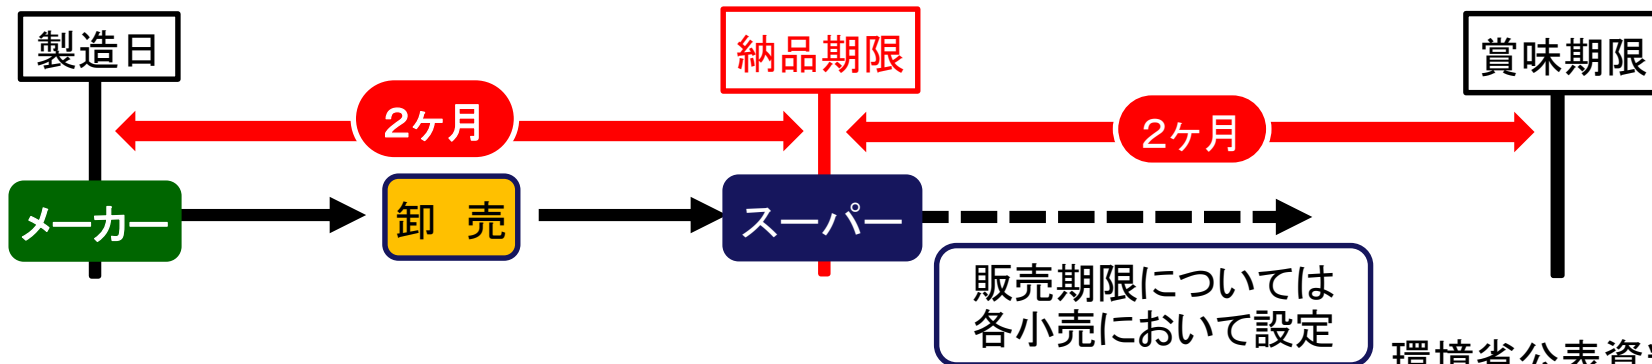 製造日
納品期限
賞味期限
2ヶ月
2ヶ月
メーカー
卸 売
スーパー
販売期限については
各小売において設定
環境省公表資